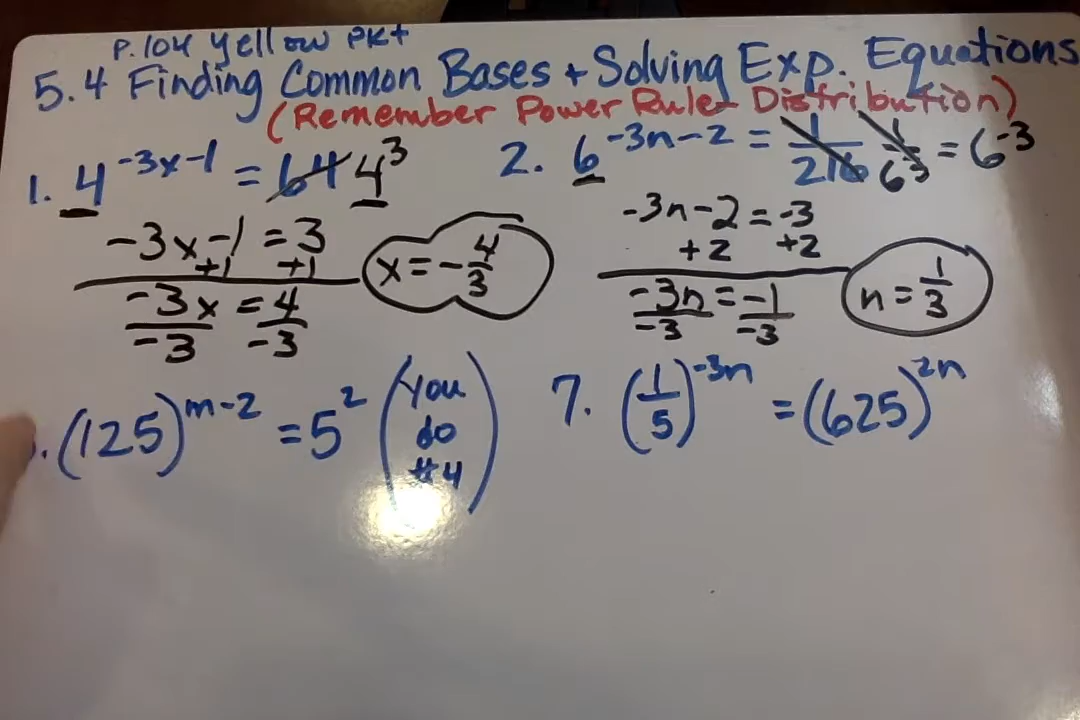 P. 104 yellow PKt
5.4 Finding Common Bases + Solving Exp. Equations
(Remember Power Rule - Distribution)
1. 4^{-3x-1} = 64 4^3
-3x-1 = 3
+1 +1
-3x = 4
-3 -3
x = -4/3
2. 6^{-3n-2} = 1/216 1/6^3 = 6^{-3}
-3n-2 = -3
+2 +2
-3n = -1
-3 -3
n = 1/3
. (125)^{m-2} = 5^2 (You do #4)
7. (1/5)^{-3n} = (625)^{2n}